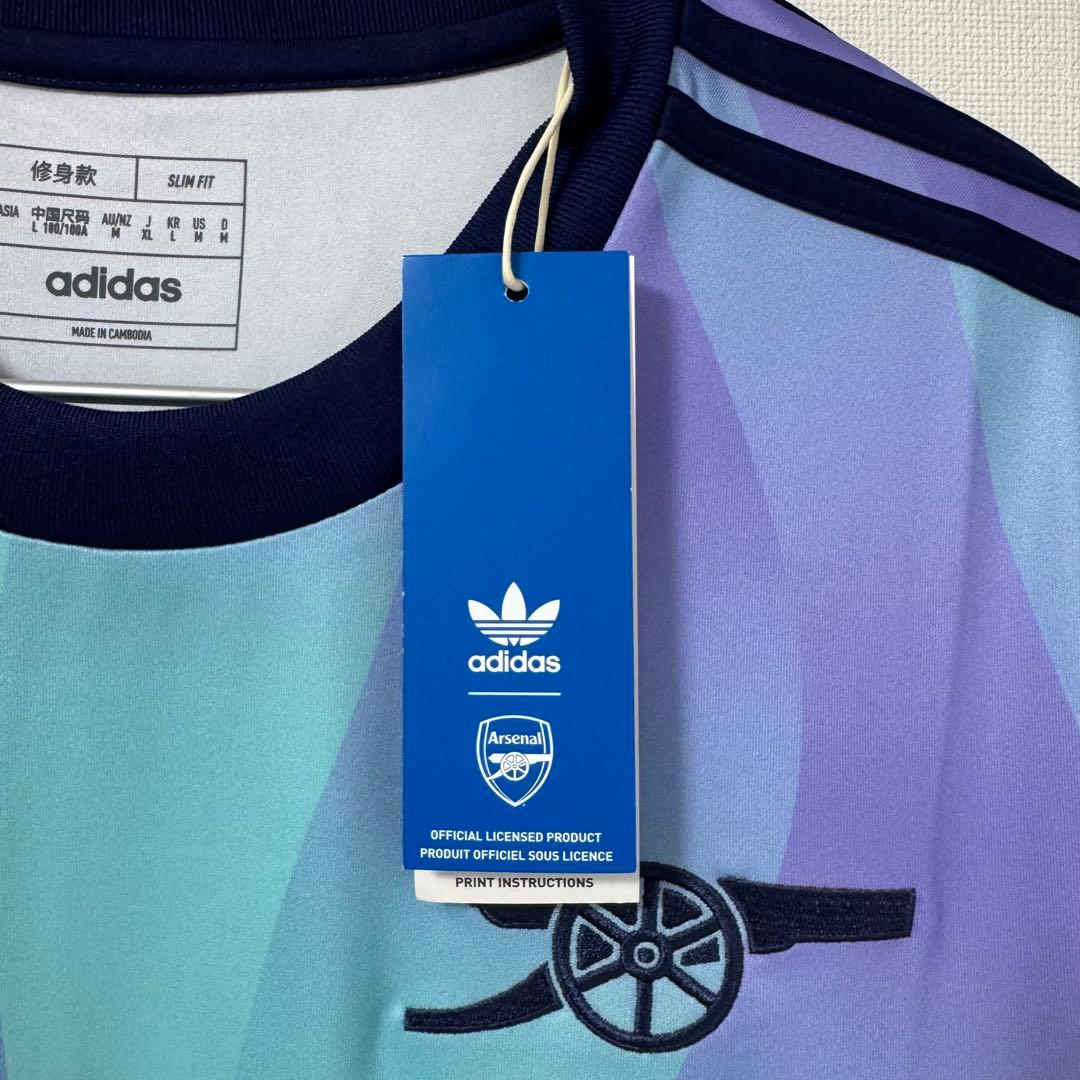 修身款 SLIM FIT
ASIA 中国尺码 AU/NZ J KR US D
L 180/100A M XL L M M
adidas
MADE IN CAMBODIA
adidas
Arsenal
OFFICIAL LICENSED PRODUCT
PRODUIT OFFICIEL SOUS LICENCE
PRINT INSTRUCTIONS